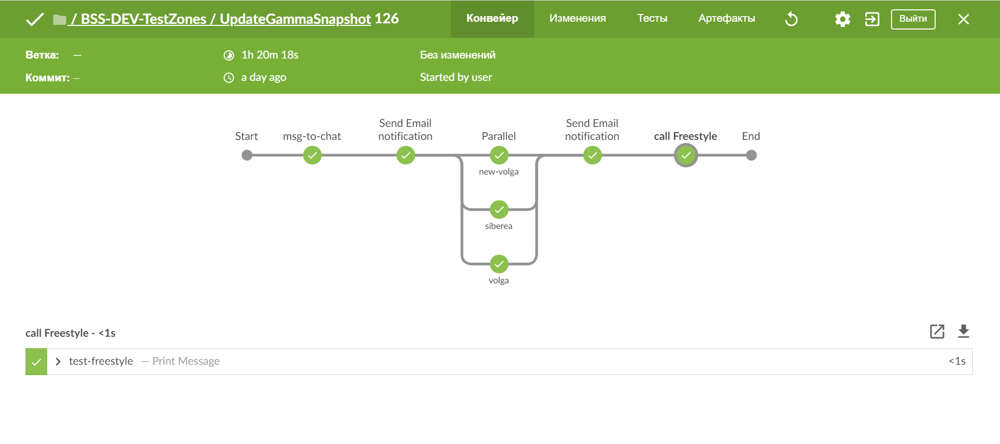 / BSS-DEV-TestZones / UpdateGammaSnapshot 126
Конвейер
Изменения
Тесты
Артефакты
Выйти
Ветка: —
1h 20m 18s
Без изменений
Коммит: —
a day ago
Started by user
Start
msg-to-chat
Send Email
notification
Parallel
Send Email
notification
call Freestyle
End
new-volga
siberea
volga
call Freestyle - <1s
test-freestyle — Print Message
<1s